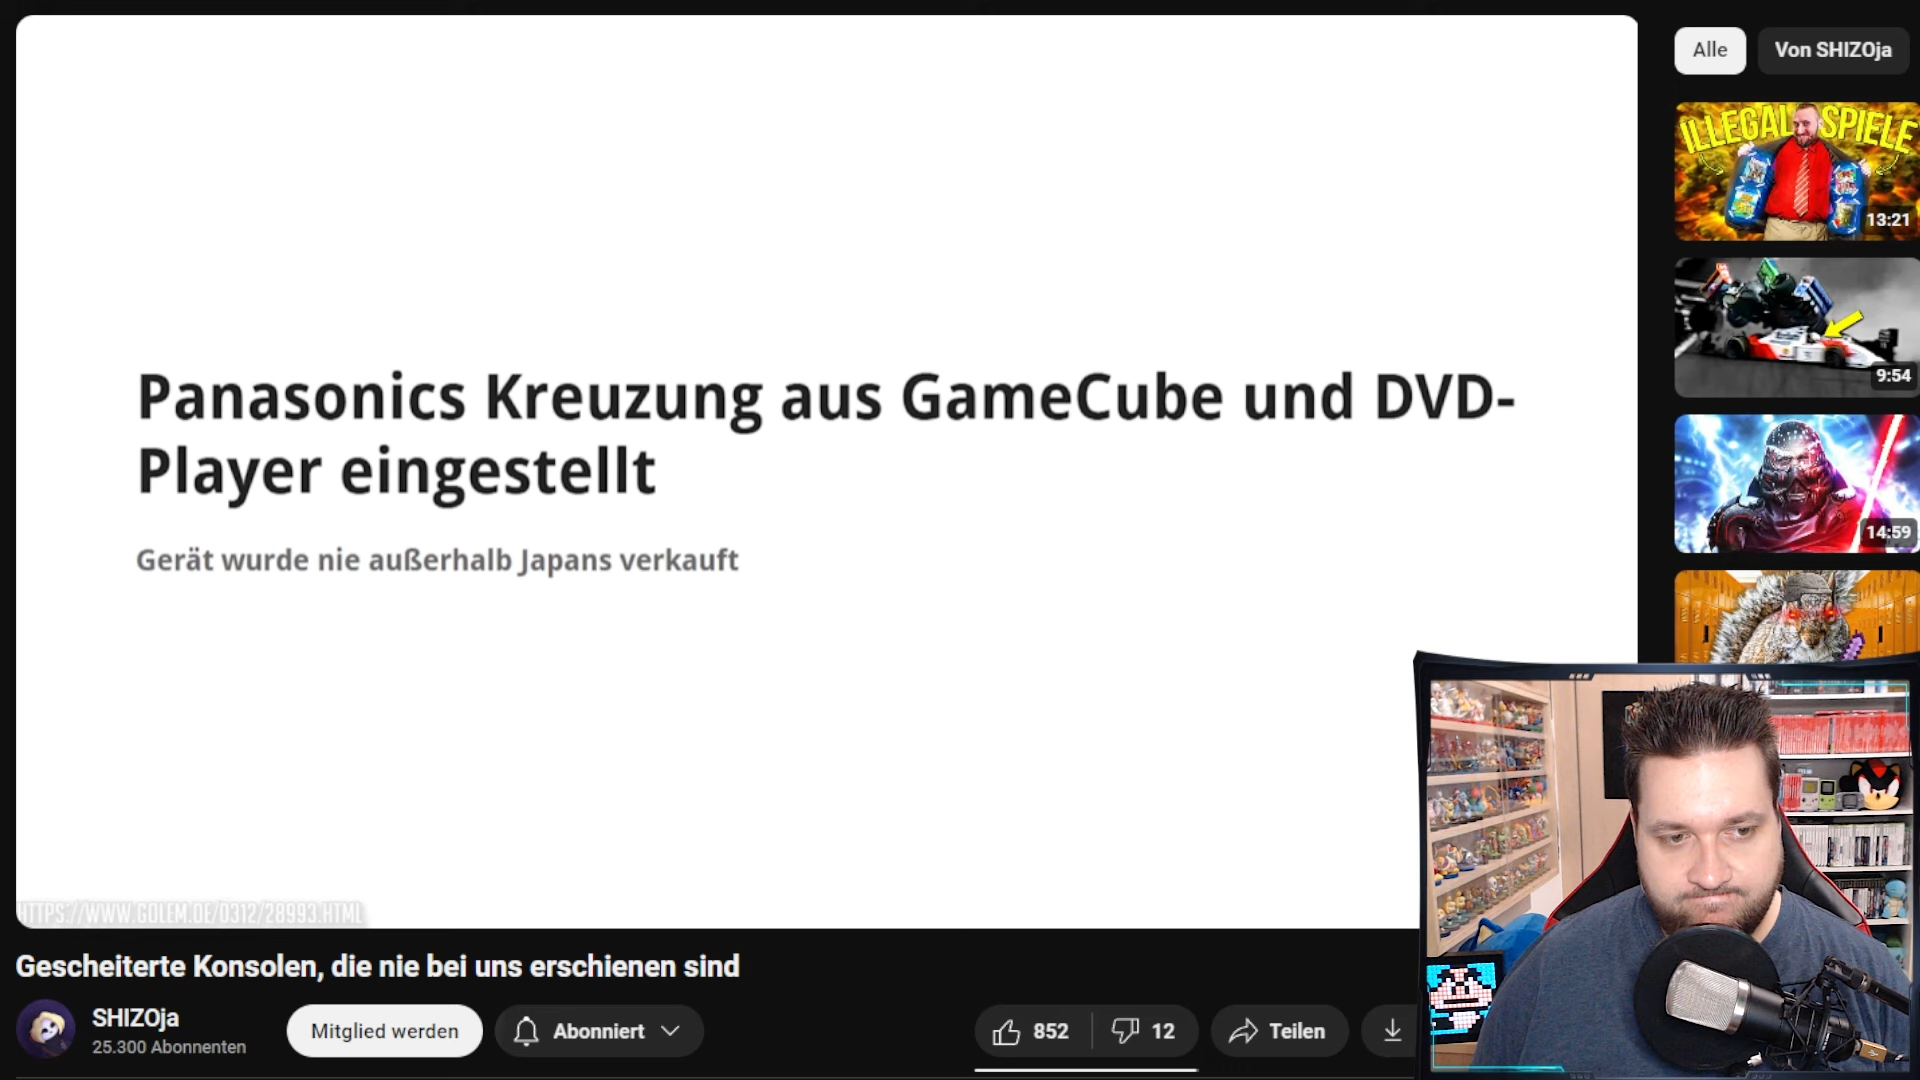 Alle
Von SHIZOja
ILLEGAL SPIELE
13:21
9:54
14:59
Panasonics Kreuzung aus GameCube und DVD-
Player eingestellt
Gerät wurde nie außerhalb Japans verkauft
HTTPS://WWW.GOLEM.DE/0312/28993.HTML
Gescheiterte Konsolen, die nie bei uns erschienen sind
SHIZOja
25.300 Abonnenten
Mitglied werden
Abonniert
852
12
Teilen